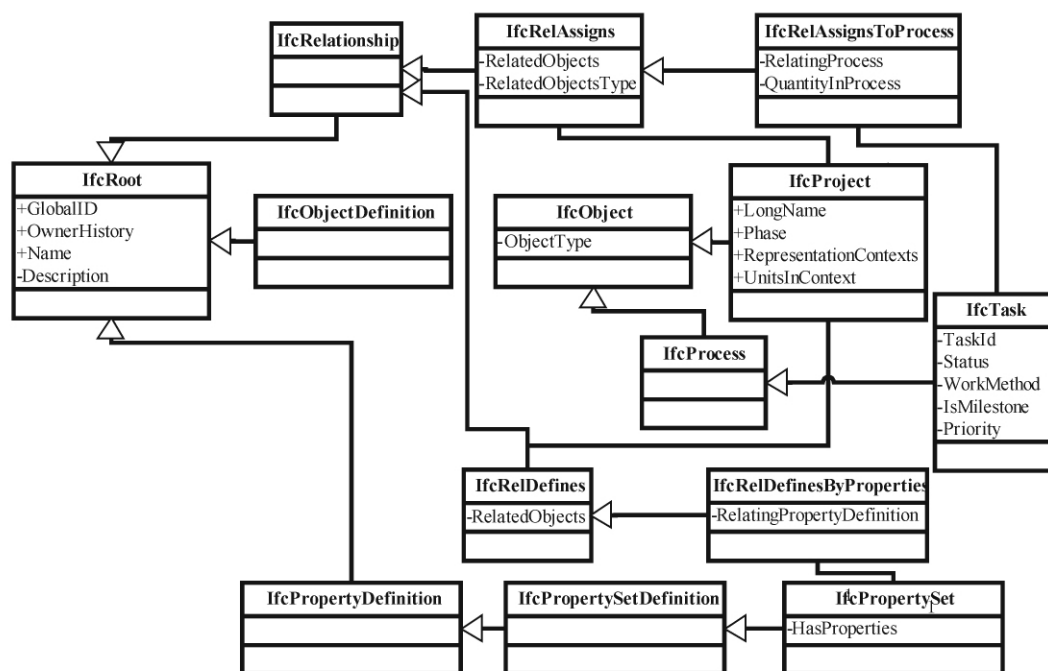 IfcRelationship
IfcRelAssigns
-RelatedObjects
-RelatedObjectsType
IfcRelAssignsToProcess
-RelatingProcess
-QuantityInProcess
IfcRoot
+GlobalID
+OwnerHistory
+Name
-Description
IfcObjectDefinition
IfcObject
-ObjectType
IfcProject
+LongName
+Phase
+RepresentationContexts
+UnitsInContext
IfcProcess
IfcTask
-TaskId
-Status
-WorkMethod
-IsMilestone
-Priority
IfcRelDefines
-RelatedObjects
IfcRelDefinesByProperties
-RelatingPropertyDefinition
IfcPropertyDefinition
IfcPropertySetDefinition
IfcPropertySet
-HasProperties